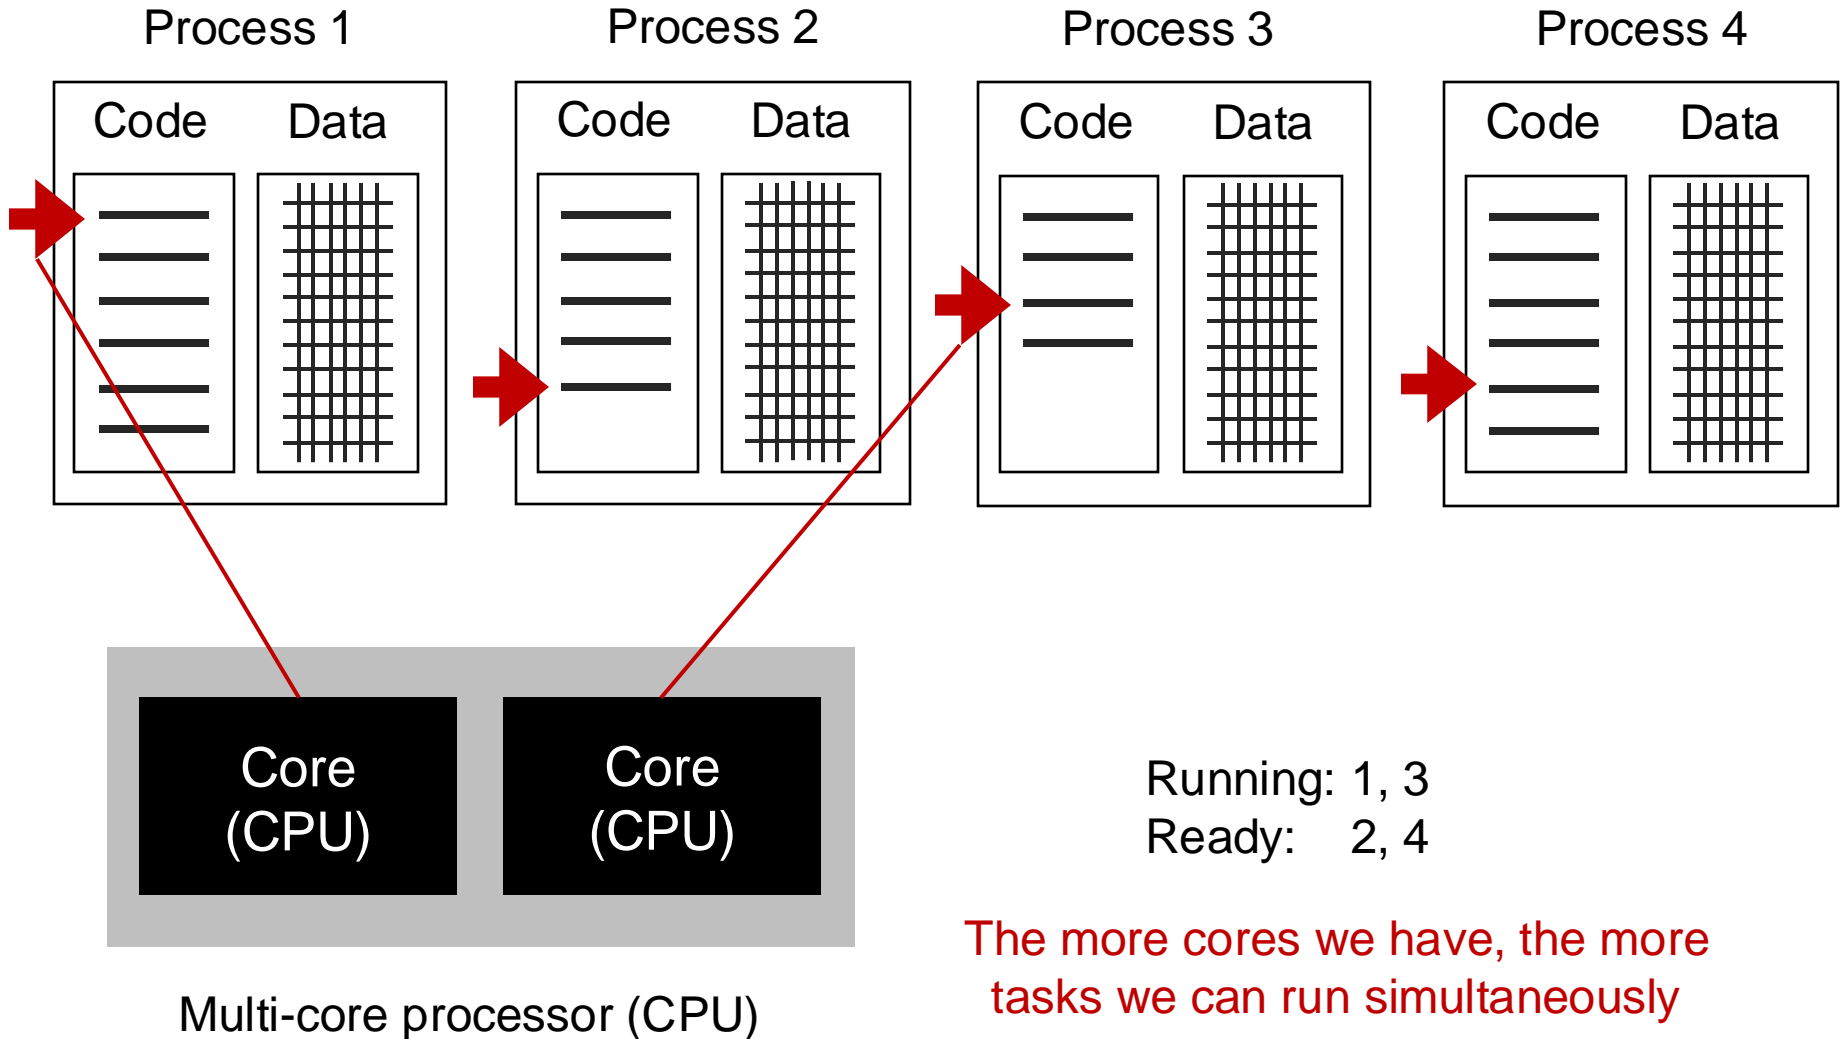 Process 1
Process 2
Process 3
Process 4
Code Data
Code Data
Code Data
Code Data
Core
(CPU)
Core
(CPU)
Multi-core processor (CPU)
Running: 1, 3
Ready: 2, 4
The more cores we have, the more
tasks we can run simultaneously